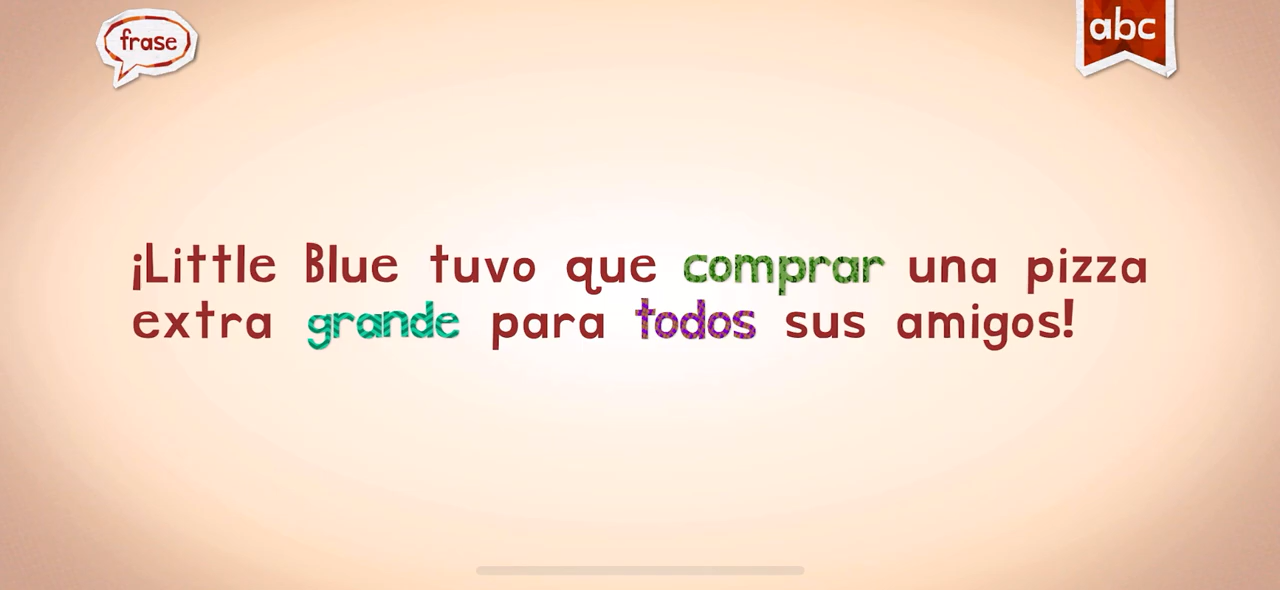 frase
abc
¡Little Blue tuvo que comprar una pizza
extra grande para todos sus amigos!